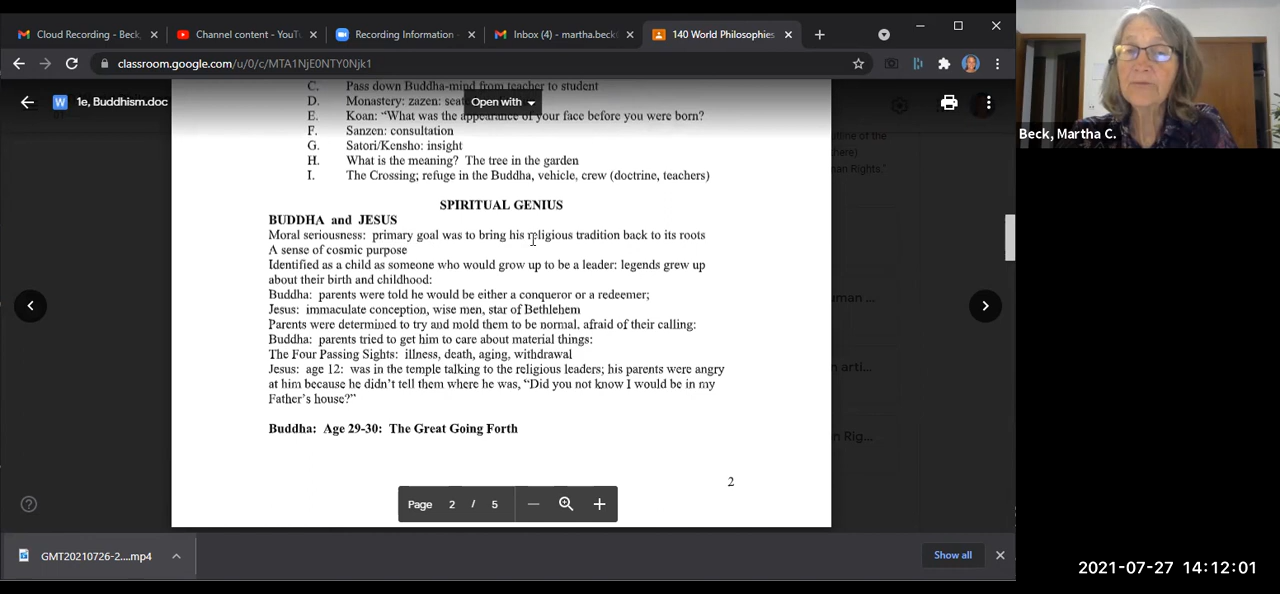 Cloud Recording - Beck,
Channel content - YouTu
Recording Information -
Inbox (4) - martha.beck
140 World Philosophies
classroom.google.com/u/0/c/MTA1NjE0NTY0Njk1
1e, Buddhism.doc
Open with
C. Pass down Buddha-mind from teacher to student
D. Monastery: zazen: seat
E. Koan: “What was the appearance of your face before you were born?
F. Sanzen: consultation
G. Satori/Kensho: insight
H. What is the meaning? The tree in the garden
I. The Crossing; refuge in the Buddha, vehicle, crew (doctrine, teachers)
SPIRITUAL GENIUS
BUDDHA and JESUS
Moral seriousness: primary goal was to bring his religious tradition back to its roots
A sense of cosmic purpose
Identified as a child as someone who would grow up to be a leader: legends grew up
about their birth and childhood:
Buddha: parents were told he would be either a conqueror or a redeemer;
Jesus: immaculate conception, wise men, star of Bethlehem
Parents were determined to try and mold them to be normal, afraid of their calling:
Buddha: parents tried to get him to care about material things:
The Four Passing Sights: illness, death, aging, withdrawal
Jesus: age 12: was in the temple talking to the religious leaders; his parents were angry
at him because he didn’t tell them where he was, “Did you not know I would be in my
Father’s house?”
Buddha: Age 29-30: The Great Going Forth
2
Page 2 / 5
GMT20210726-2....mp4
Show all
Beck, Martha C.
2021-07-27 14:12:01